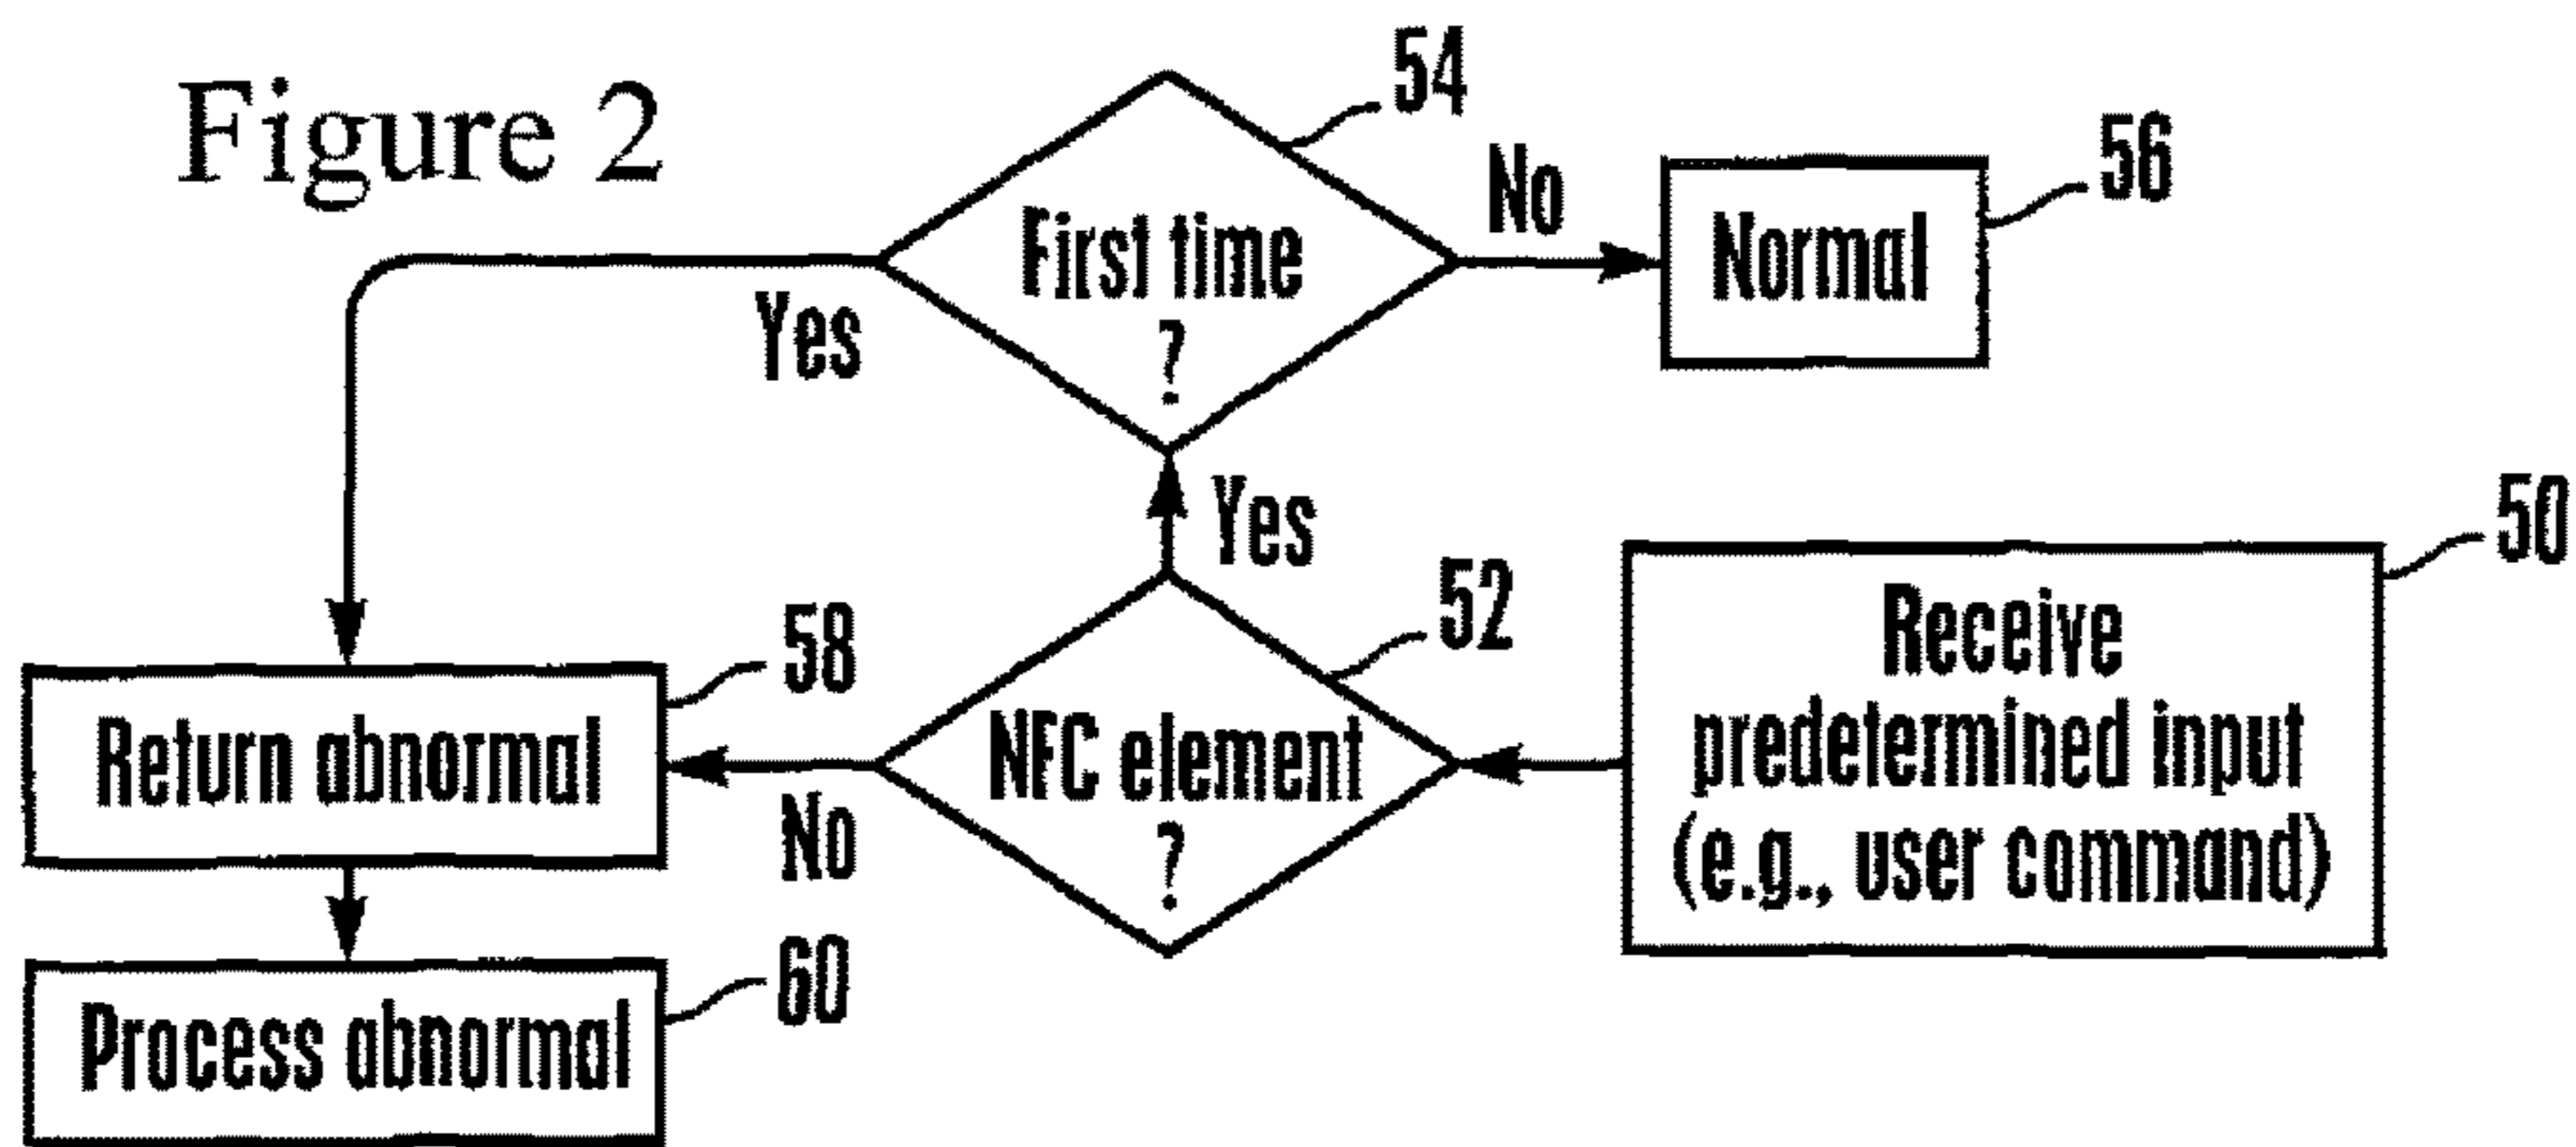 Figure 2
54
First time
?
No
Normal
56
Yes
Yes
50
Receive
predetermined input
(e.g., user command)
52
NFC element
?
No
58
Return abnormal
60
Process abnormal